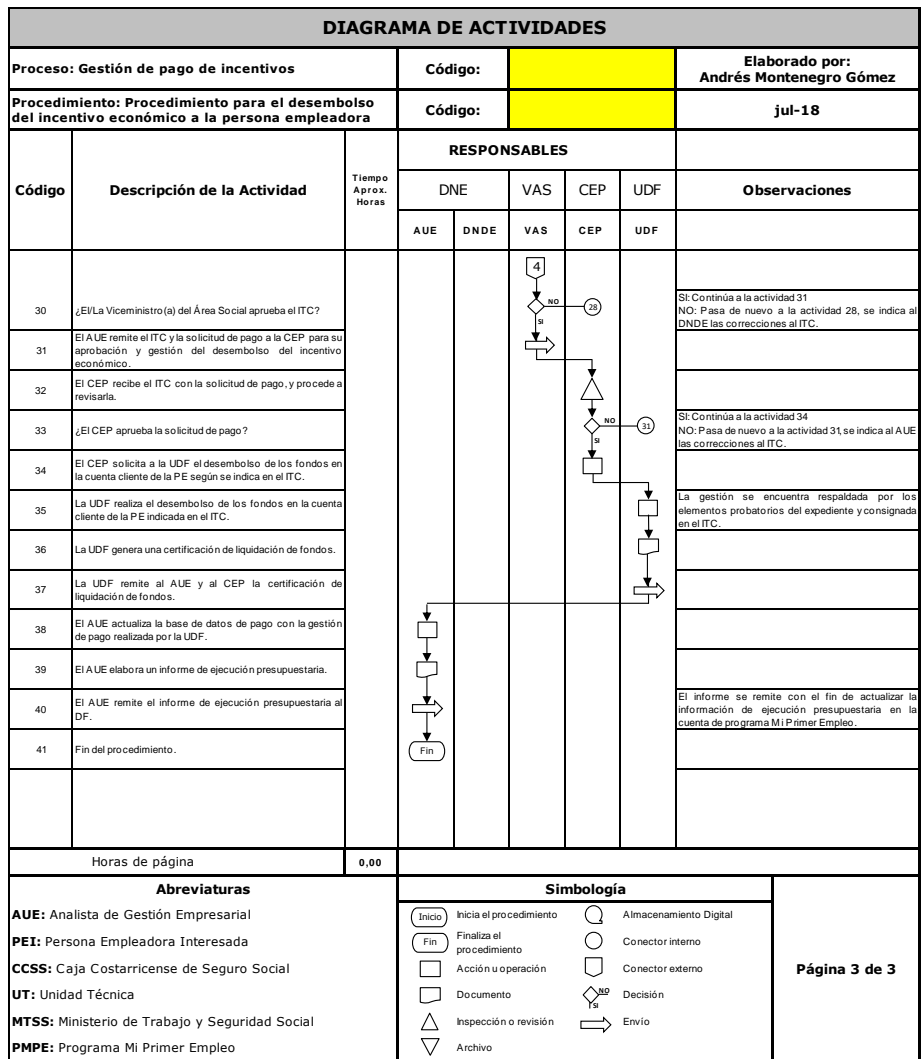 DIAGRAMA DE ACTIVIDADES
Proceso: Gestión de pago de incentivos
Código:
Elaborado por:
Andrés Montenegro Gómez
Procedimiento: Procedimiento para el desembolso
del incentivo económico a la persona empleadora
Código:
jul-18
Código
Descripción de la Actividad
Tiempo
Aprox.
Horas
RESPONSABLES
DNE
VAS
CEP
UDF
Observaciones
AUE
DNDE
VAS
CEP
UDF
4
30
¿El/La Viceministro(a) del Área Social aprueba el ITC?
NO
28
SI
SI: Continúa a la actividad 31
NO: Pasa de nuevo a la actividad 28, se indica al
DNDE las correcciones al ITC.
31
El AUE remite el ITC y la solicitud de pago a la CEP para su
aprobación y gestión del desembolso del incentivo
económico.
32
El CEP recibe el ITC con la solicitud de pago, y procede a
revisarla.
33
¿El CEP aprueba la solicitud de pago?
NO
31
SI
SI: Continúa a la actividad 34
NO: Pasa de nuevo a la actividad 31, se indica al AUE
las correcciones al ITC.
34
El CEP solicita a la UDF el desembolso de los fondos en
la cuenta cliente de la PE según se indica en el ITC.
35
La UDF realiza el desembolso de los fondos en la cuenta
cliente de la PE indicada en el ITC.
La gestión se encuentra respaldada por los
elementos probatorios del expediente y consignada
en el ITC.
36
La UDF genera una certificación de liquidación de fondos.
37
La UDF remite al AUE y al CEP la certificación de
liquidación de fondos.
38
El AUE actualiza la base de datos de pago con la gestión
de pago realizada por la UDF.
39
El AUE elabora un informe de ejecución presupuestaria.
40
El AUE remite el informe de ejecución presupuestaria al
DF.
El informe se remite con el fin de actualizar la
información de ejecución presupuestaria en la
cuenta de programa Mi Primer Empleo.
41
Fin del procedimiento.
Fin
Horas de página
0,00
Abreviaturas
AUE: Analista de Gestión Empresarial
PEI: Persona Empleadora Interesada
CCSS: Caja Costarricense de Seguro Social
UT: Unidad Técnica
MTSS: Ministerio de Trabajo y Seguridad Social
PMPE: Programa Mi Primer Empleo
Simbología
Inicio
Inicia el procedimiento
Almacenamiento Digital
Fin
Finaliza el
procedimiento
Conector interno
Acción u operación
Conector externo
Documento
NO
SI
Decisión
Inspección o revisión
Envío
Archivo
Página 3 de 3